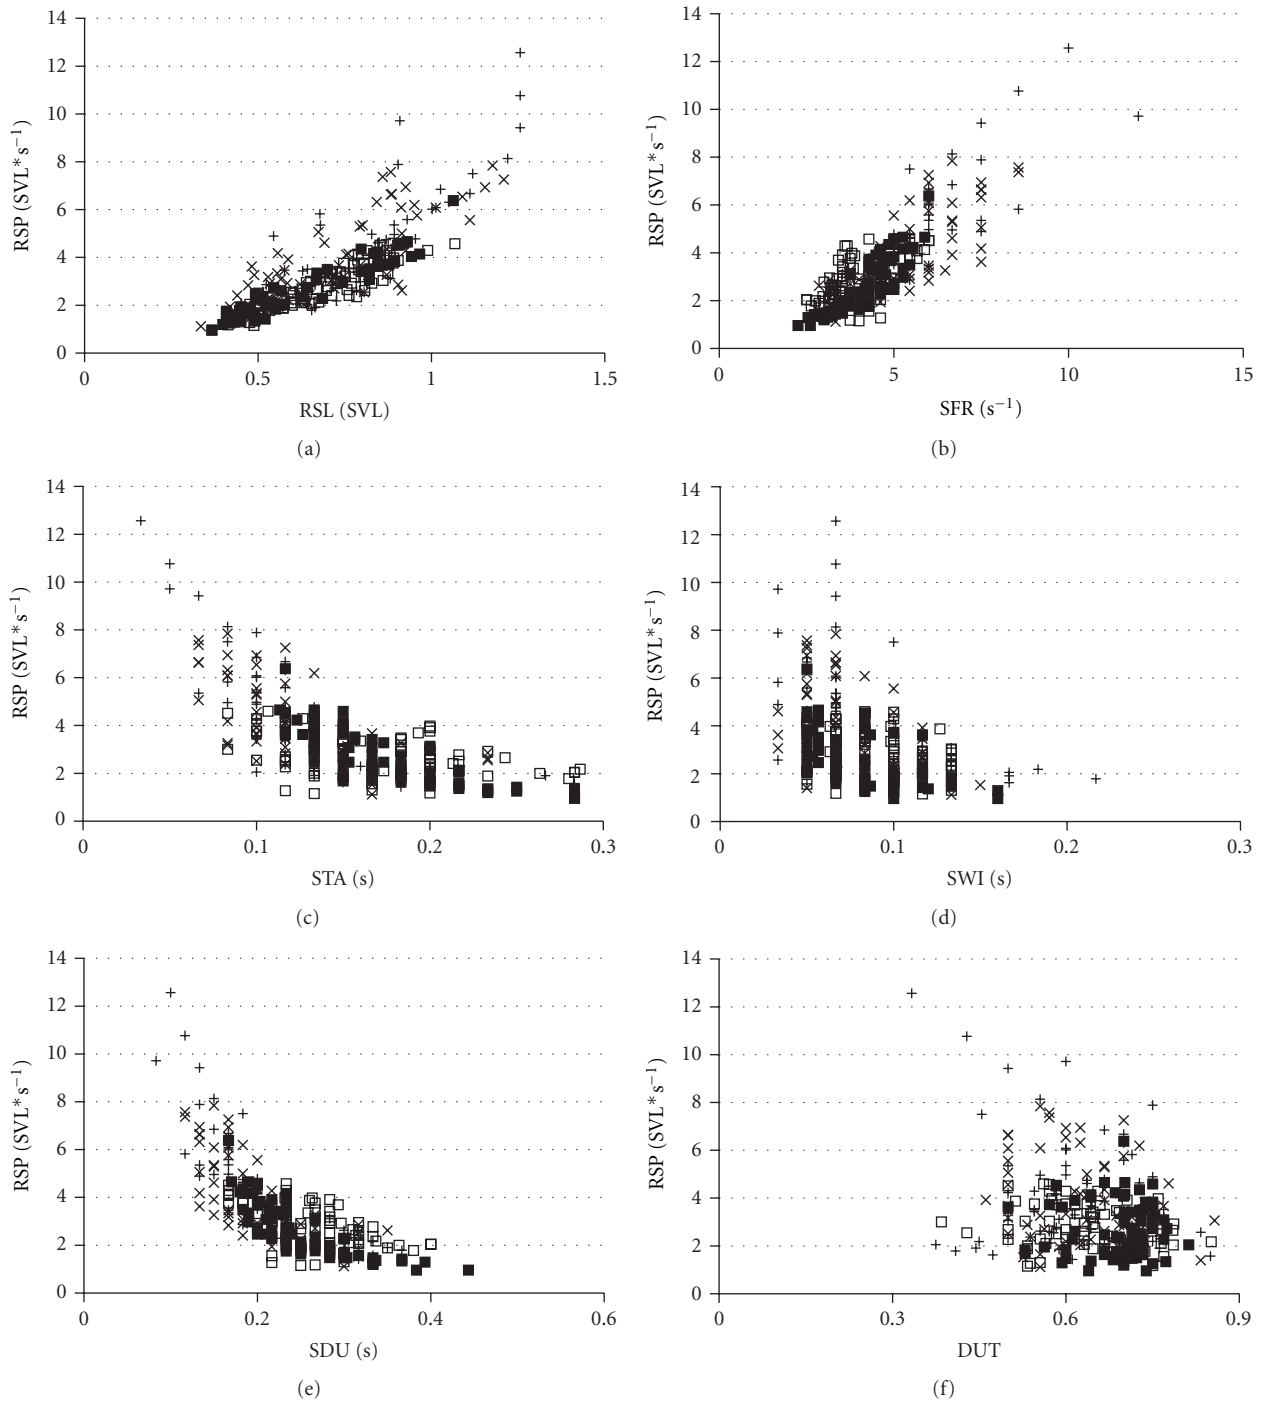 14
12
10
8
6
4
2
0
RSP (SVL*s−1)
0 0.5 1 1.5
RSL (SVL)
(a)
14
12
10
8
6
4
2
0
RSP (SVL*s−1)
0 5 10 15
SFR (s−1)
(b)
14
12
10
8
6
4
2
0
RSP (SVL*s−1)
0 0.1 0.2 0.3
STA (s)
(c)
14
12
10
8
6
4
2
0
RSP (SVL*s−1)
0 0.1 0.2 0.3
SWI (s)
(d)
14
12
10
8
6
4
2
0
RSP (SVL*s−1)
0 0.2 0.4 0.6
SDU (s)
(e)
14
12
10
8
6
4
2
0
RSP (SVL*s−1)
0 0.3 0.6 0.9
DUT
(f)